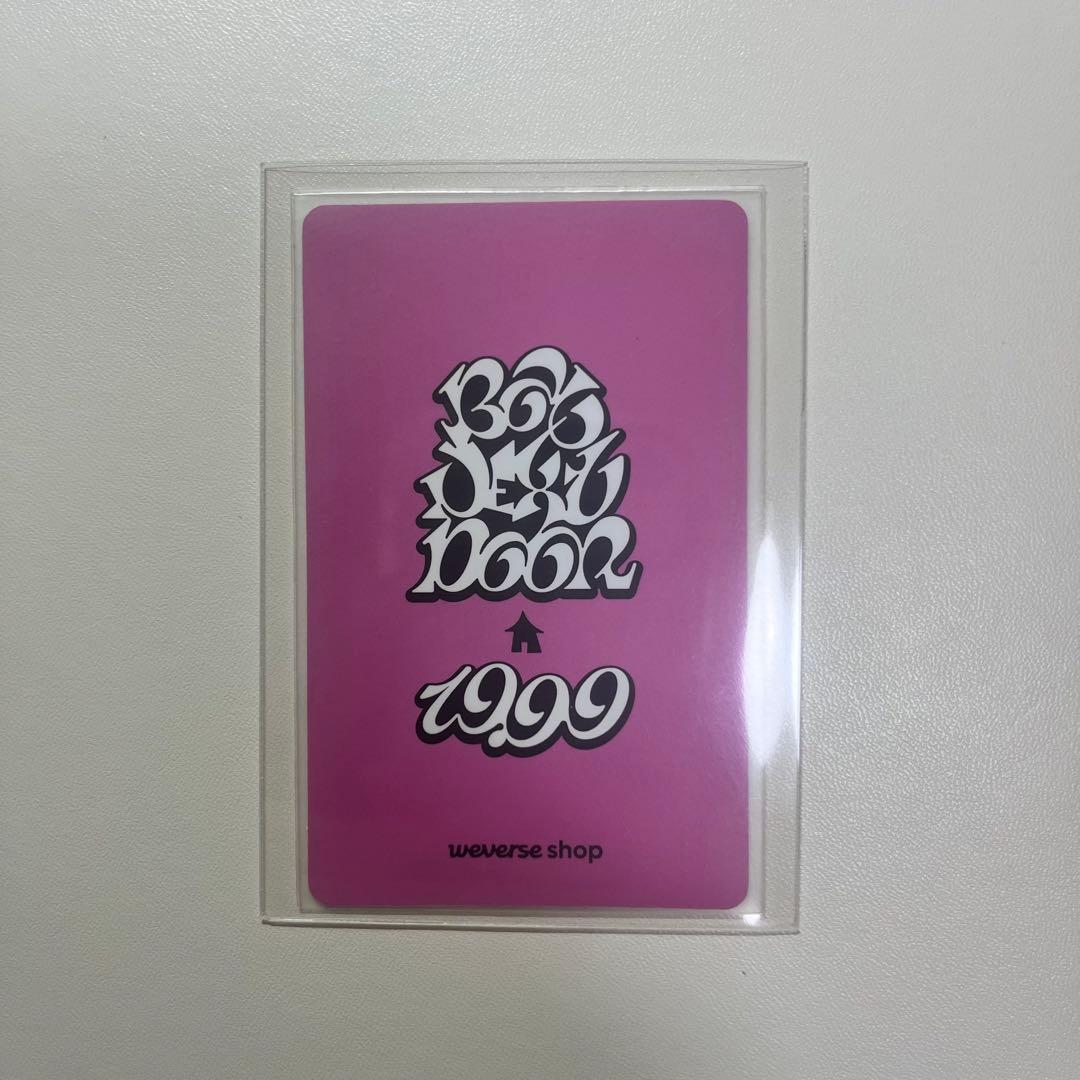 BOY
NEXT
DOOR
19.99
weverse shop